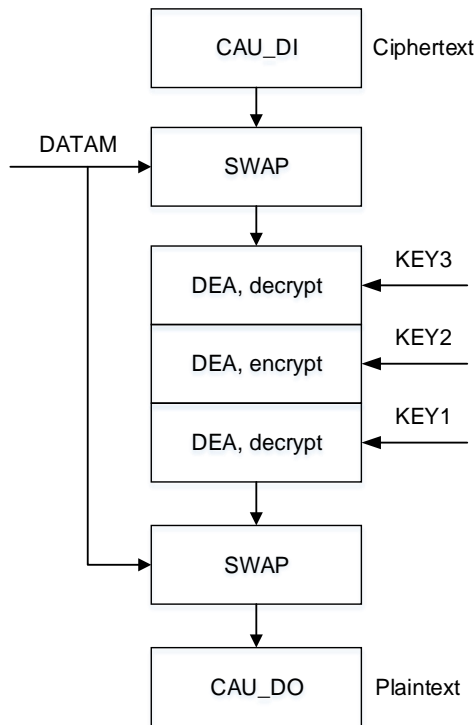 CAU_DI
Ciphertext
DATAM
SWAP
KEY3
DEA, decrypt
KEY2
DEA, encrypt
KEY1
DEA, decrypt
SWAP
CAU_DO
Plaintext